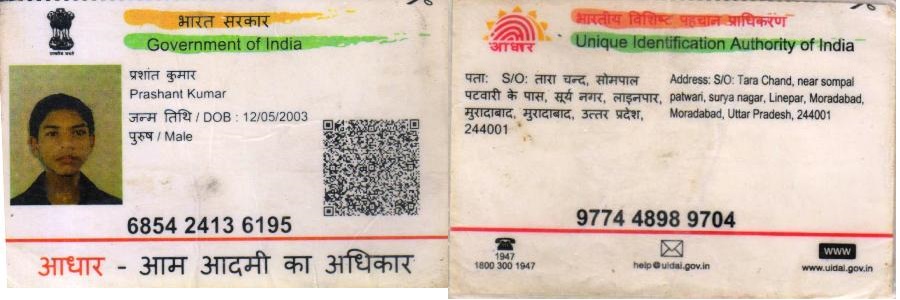 भारत सरकार
Government of India
प्रशांत कुमार
Prashant Kumar
जन्म तिथि / DOB : 12/05/2003
पुरुष / Male
6854 2413 6195
आधार - आम आदमी का अधिकार
भारतीय विशिष्ट पहचान प्राधिकरण
Unique Identification Authority of India
आधार
पता: S/O: तारा चन्द, सोमपाल
पटवारी के पास, सूर्य नगर, लाइनपार,
मुरादाबाद, मुरादाबाद, उत्तर प्रदेश,
244001
Address: S/O: Tara Chand, near sompal
patwari, surya nagar, Linepar, Moradabad,
Moradabad, Uttar Pradesh, 244001
9774 4898 9704
1947
1800 300 1947
help@uidai.gov.in
www
www.uidai.gov.in